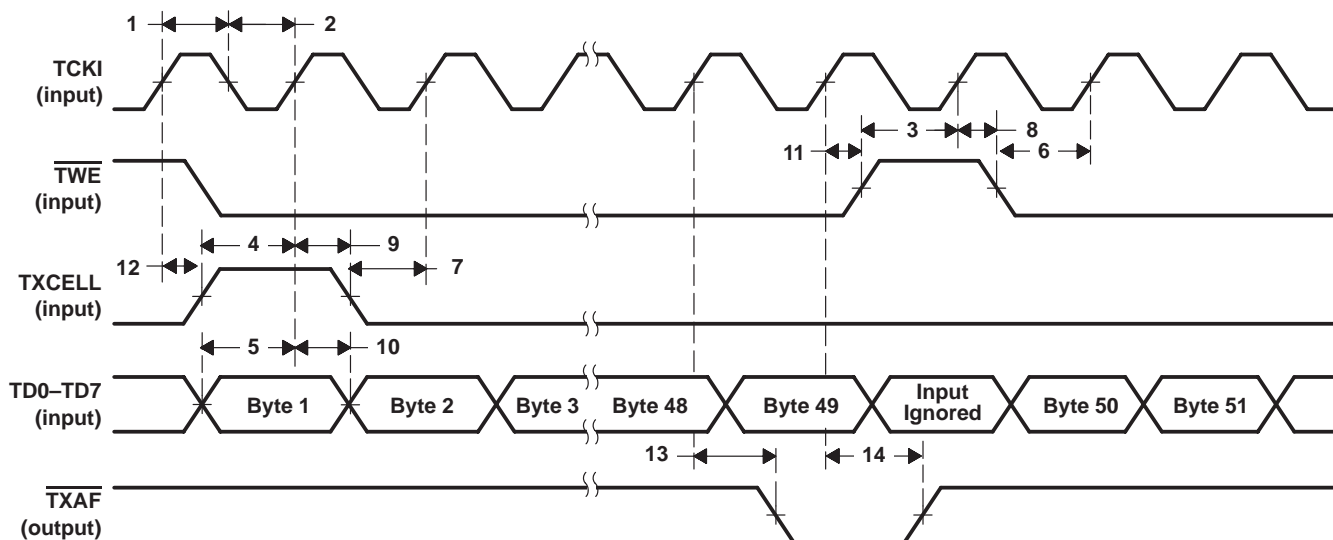 1 2
TCKI
(input)
3 8
11 6
TWE
(input)
4 9
12 7
TXCELL
(input)
5 10
TD0–TD7
(input)
Byte 1 Byte 2 Byte 3 Byte 48 Byte 49 Input Ignored Byte 50 Byte 51
13 14
TXAF
(output)